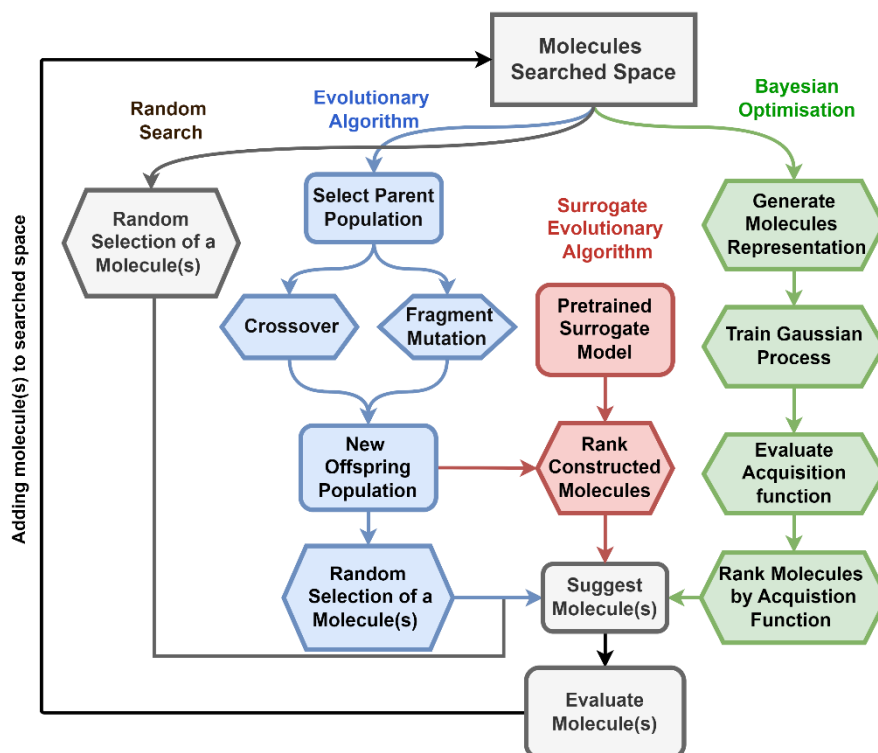 Molecules
Searched Space
Random
Search
Evolutionary
Algorithm
Bayesian
Optimisation
Adding molecule(s) to searched space
Random
Selection of a
Molecule(s)
Select Parent
Population
Surrogate
Evolutionary
Algorithm
Generate
Molecules
Representation
Crossover
Fragment
Mutation
Pretrained
Surrogate
Model
Train Gaussian
Process
New
Offspring
Population
Rank
Constructed
Molecules
Evaluate
Acquisition
function
Random
Selection of a
Molecule(s)
Suggest
Molecule(s)
Rank Molecules
by Acquistion
Function
Evaluate
Molecule(s)